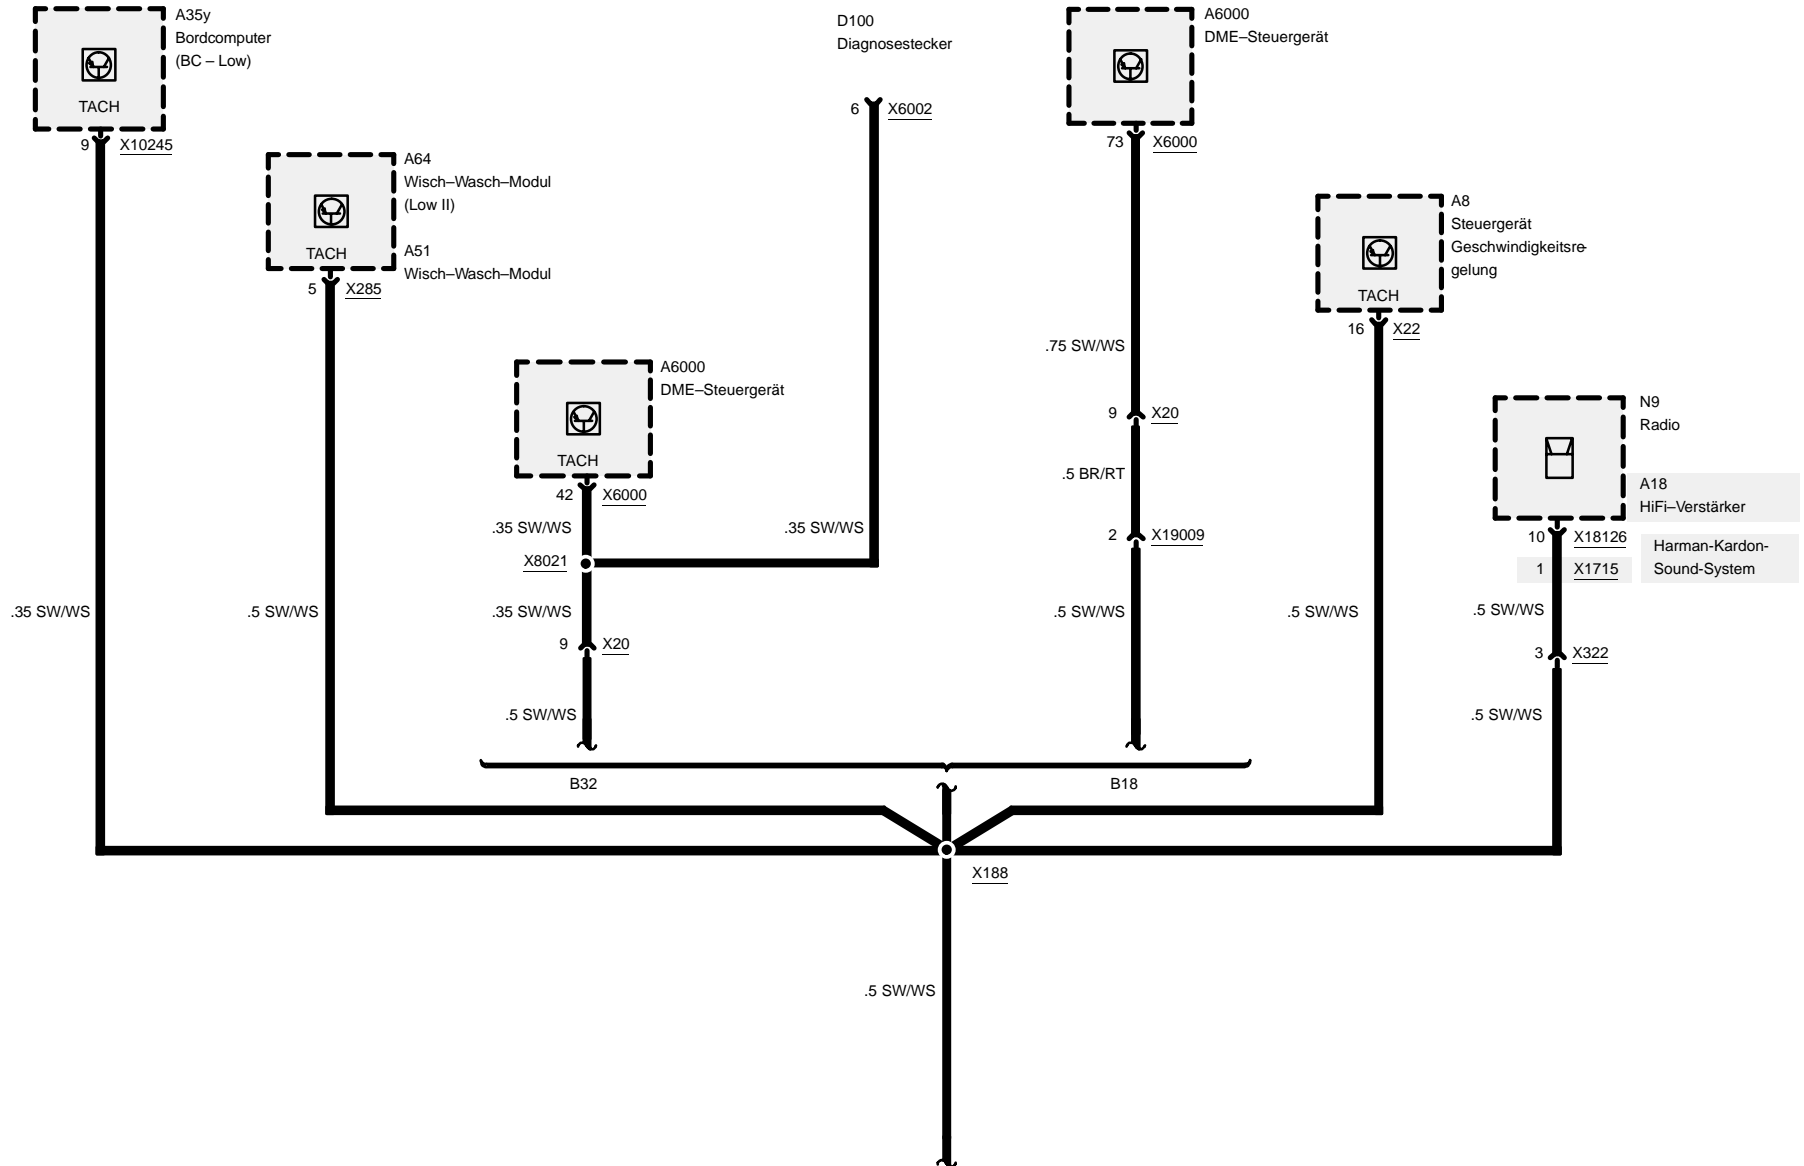 A35y
Bordcomputer
(BC – Low)
TACH
9 X10245
.35 SW/WS
A64
Wisch–Wasch–Modul
(Low II)
A51
Wisch–Wasch–Modul
TACH
5 X285
.5 SW/WS
A6000
DME–Steuergerät
TACH
42 X6000
.35 SW/WS
X8021
.35 SW/WS
9 X20
.5 SW/WS
B32
D100
Diagnosestecker
6 X6002
.35 SW/WS
A6000
DME–Steuergerät
73 X6000
.75 SW/WS
9 X20
.5 BR/RT
2 X19009
.5 SW/WS
B18
A8
Steuergerät
Geschwindigkeitsre-
gelung
TACH
16 X22
.5 SW/WS
N9
Radio
A18
HiFi–Verstärker
10 X18126
Harman-Kardon-
Sound-System
1 X1715
.5 SW/WS
3 X322
.5 SW/WS
X188
.5 SW/WS